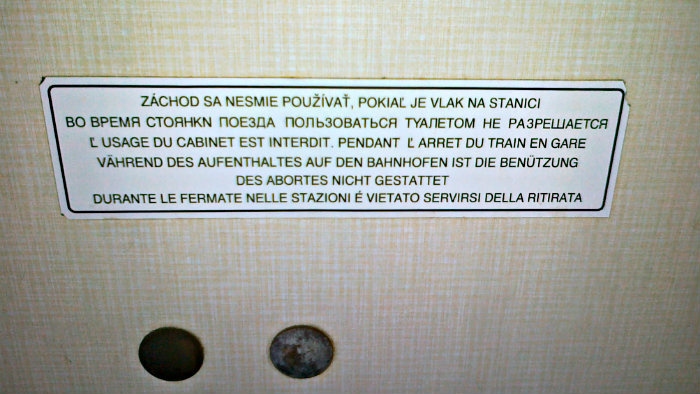 ZÁCHOD SA NESMIE POUŽÍVAŤ, POKIAĽ JE VLAK NA STANICI
ВО ВРЕМЯ СТОЯНКN ПОЕЗДА ПОЛЬЗОВАТЬСЯ ТУАЛЕТОМ НЕ РАЗРЕШАЕТСЯ
Ľ USAGE DU CABINET EST INTERDIT. PENDANT Ľ ARRET DU TRAIN EN GARE
VÄHREND DES AUFENTHALTES AUF DEN BAHNHOFEN IST DIE BENÜTZUNG
DES ABORTES NICHT GESTATTET
DURANTE LE FERMATE NELLE STAZIONI É VIETATO SERVIRSI DELLA RITIRATA